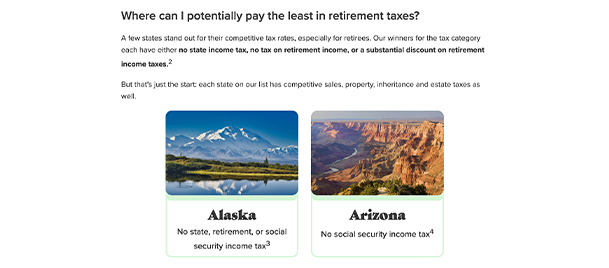 Where can I potentially pay the least in retirement taxes?
A few states stand out for their competitive tax rates, especially for retirees. Our winners for the tax category
each have either no state income tax, no tax on retirement income, or a substantial discount on retirement
income taxes.2
But that's just the start: each state on our list has competitive sales, property, inheritance and estate taxes as
well.
Alaska
No state, retirement, or social
security income tax3
Arizona
No social security income tax4